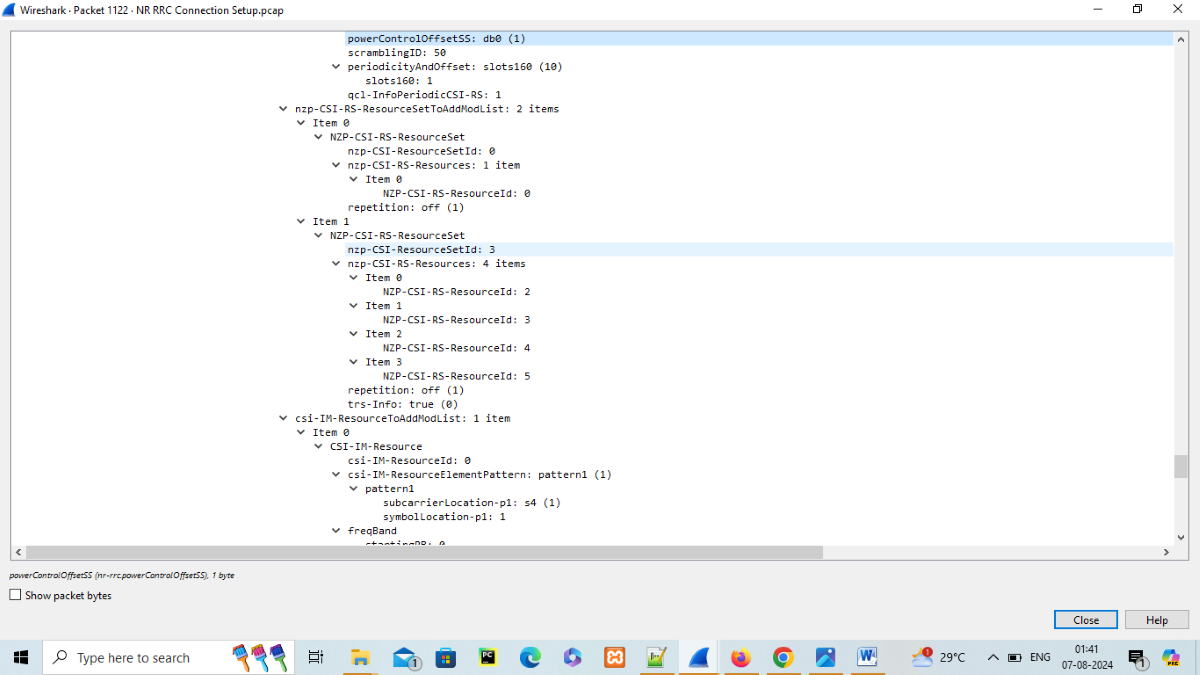 Wireshark · Packet 1122 · NR RRC Connection Setup.pcap
powerControlOffsetSS: db0 (1)
scramblingID: 50
periodicityAndOffset: slots160 (10)
slots160: 1
qcl-InfoPeriodicCSI-RS: 1
nzp-CSI-RS-ResourceSetToAddModList: 2 items
Item 0
NZP-CSI-RS-ResourceSet
nzp-CSI-ResourceSetId: 0
nzp-CSI-RS-Resources: 1 item
Item 0
NZP-CSI-RS-ResourceId: 0
repetition: off (1)
Item 1
NZP-CSI-RS-ResourceSet
nzp-CSI-ResourceSetId: 3
nzp-CSI-RS-Resources: 4 items
Item 0
NZP-CSI-RS-ResourceId: 2
Item 1
NZP-CSI-RS-ResourceId: 3
Item 2
NZP-CSI-RS-ResourceId: 4
Item 3
NZP-CSI-RS-ResourceId: 5
repetition: off (1)
trs-Info: true (0)
csi-IM-ResourceToAddModList: 1 item
Item 0
CSI-IM-Resource
csi-IM-ResourceId: 0
csi-IM-ResourceElementPattern: pattern1 (1)
pattern1
subcarrierLocation-p1: s4 (1)
symbolLocation-p1: 1
freqBand
startingRB: 0
powerControlOffsetSS (nr-rrc.powerControlOffsetSS), 1 byte
Show packet bytes
Close Help
Type here to search
1
PC
W
1
29°C
ENG
01:41
07-08-2024
1
PRE